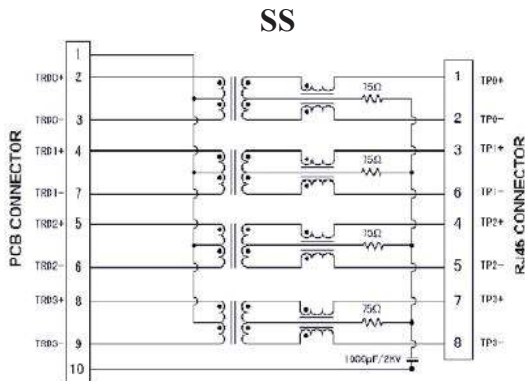 SS
PCB CONNECTOR
1
TRD0+ 2
TRD0- 3
TRD1+ 4
TRD1- 7
TRD2+ 5
TRD2- 6
TRD3+ 8
TRD3- 9
10
75Ω
75Ω
75Ω
75Ω
1000pF/2KV
1 TP0+
2 TP0-
3 TP1+
6 TP1-
4 TP2+
5 TP2-
7 TP3+
8 TP3-
RJ45 CONNECTOR